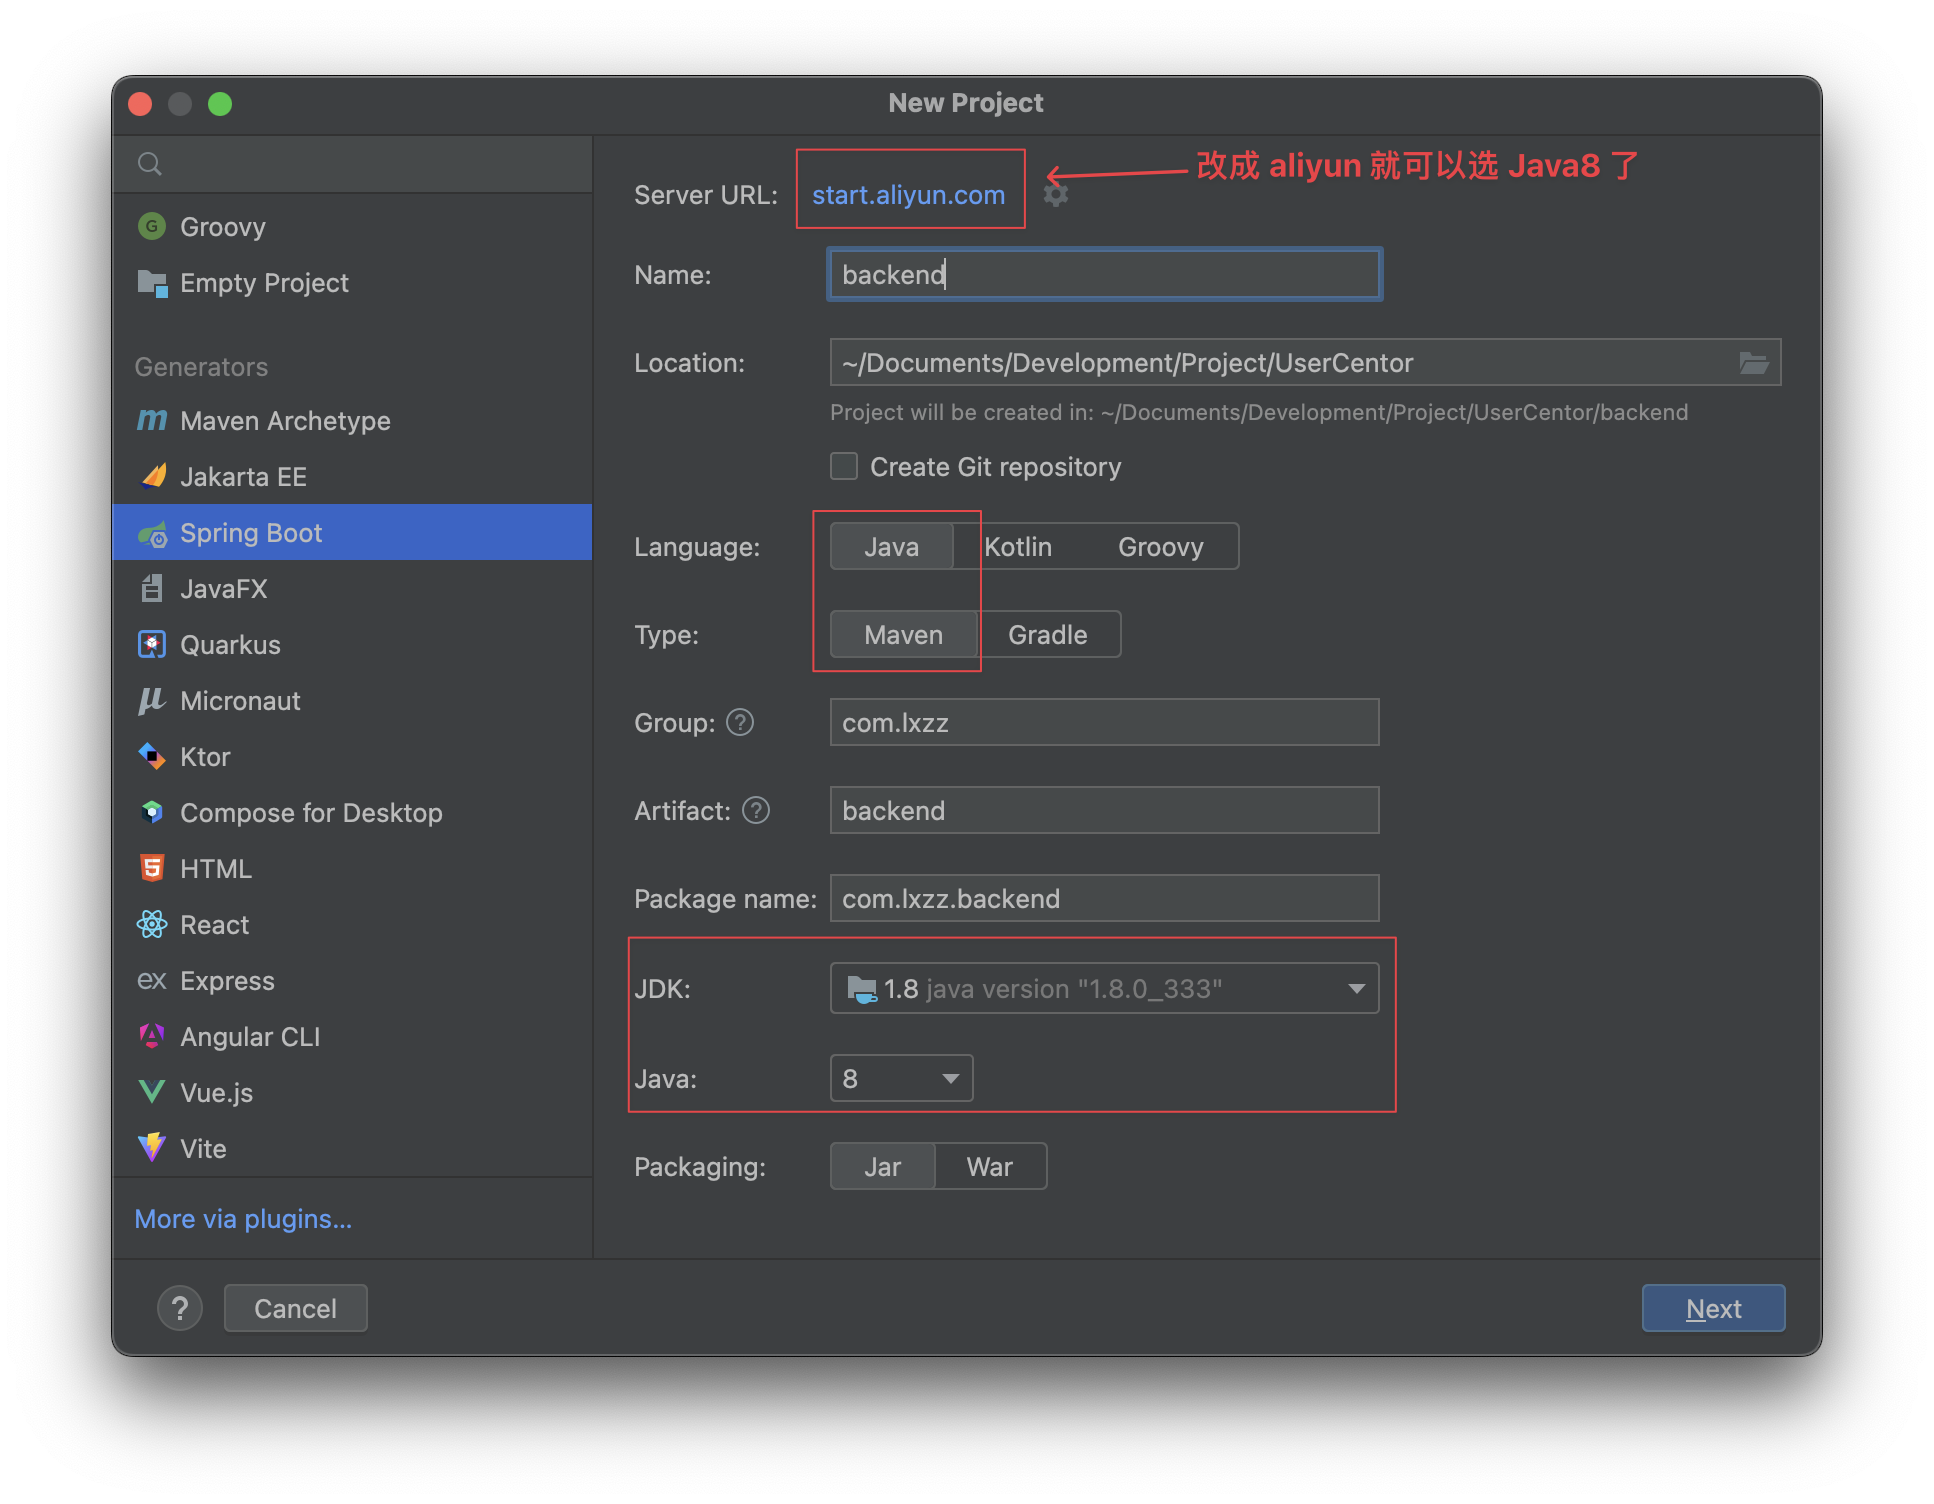 New Project
Groovy
Empty Project
Generators
Maven Archetype
Jakarta EE
Spring Boot
JavaFX
Quarkus
Micronaut
Ktor
Compose for Desktop
HTML
React
Express
Angular CLI
Vue.js
Vite
More via plugins...
Server URL: start.aliyun.com
改成 aliyun 就可以选 Java8 了
Name: backend
Location: ~/Documents/Development/Project/UserCentor
Project will be created in: ~/Documents/Development/Project/UserCentor/backend
Create Git repository
Language: Java Kotlin Groovy
Type: Maven Gradle
Group: ? com.lxzz
Artifact: ? backend
Package name: com.lxzz.backend
JDK: 1.8 java version "1.8.0_333"
Java: 8
Packaging: Jar War
? Cancel Next